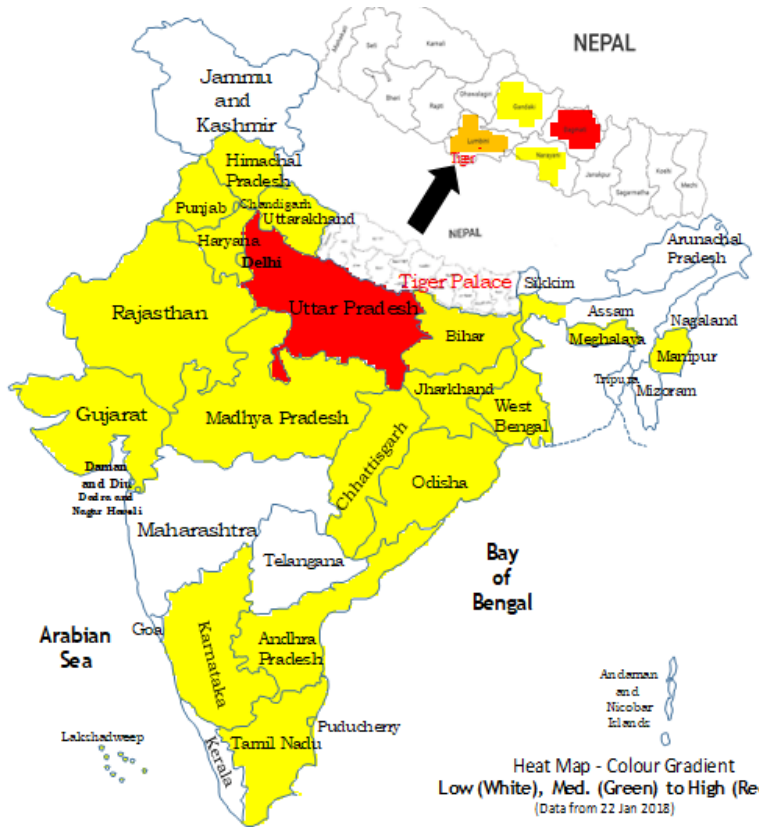 NEPAL
Mahakali
Seti
Karnali
Bheri
Rapti
Dhawalagiri
Gandaki
Lumbini
Narayani
Janakpur
Sagarmatha
Koshi
Mechi
Tiger
Jammu
and
Kashmir
Himachal
Pradesh
Punjab
Chandigarh
Uttarakhand
Haryana
Delhi
NEPAL
Tiger Palace
Sikkim
Arunachal
Pradesh
Rajasthan
Uttar Pradesh
Bihar
Assam
Nagaland
Meghalaya
Manipur
Tripura
Mizoram
Gujarat
Madhya Pradesh
Jharkhand
West
Bengal
Chhattisgarh
Odisha
Daman
and Diu
Dadra and
Nagar Haveli
Maharashtra
Telangana
Bay
of
Bengal
Arabian
Sea
Goa
Karnataka
Andhra
Pradesh
Andaman
and
Nicobar
Islands
Lakshadweep
Kerala
Tamil Nadu
Puducherry
Heat Map - Colour Gradient
Low (White), Med. (Green) to High (Re
(Data from 22 Jan 2018)